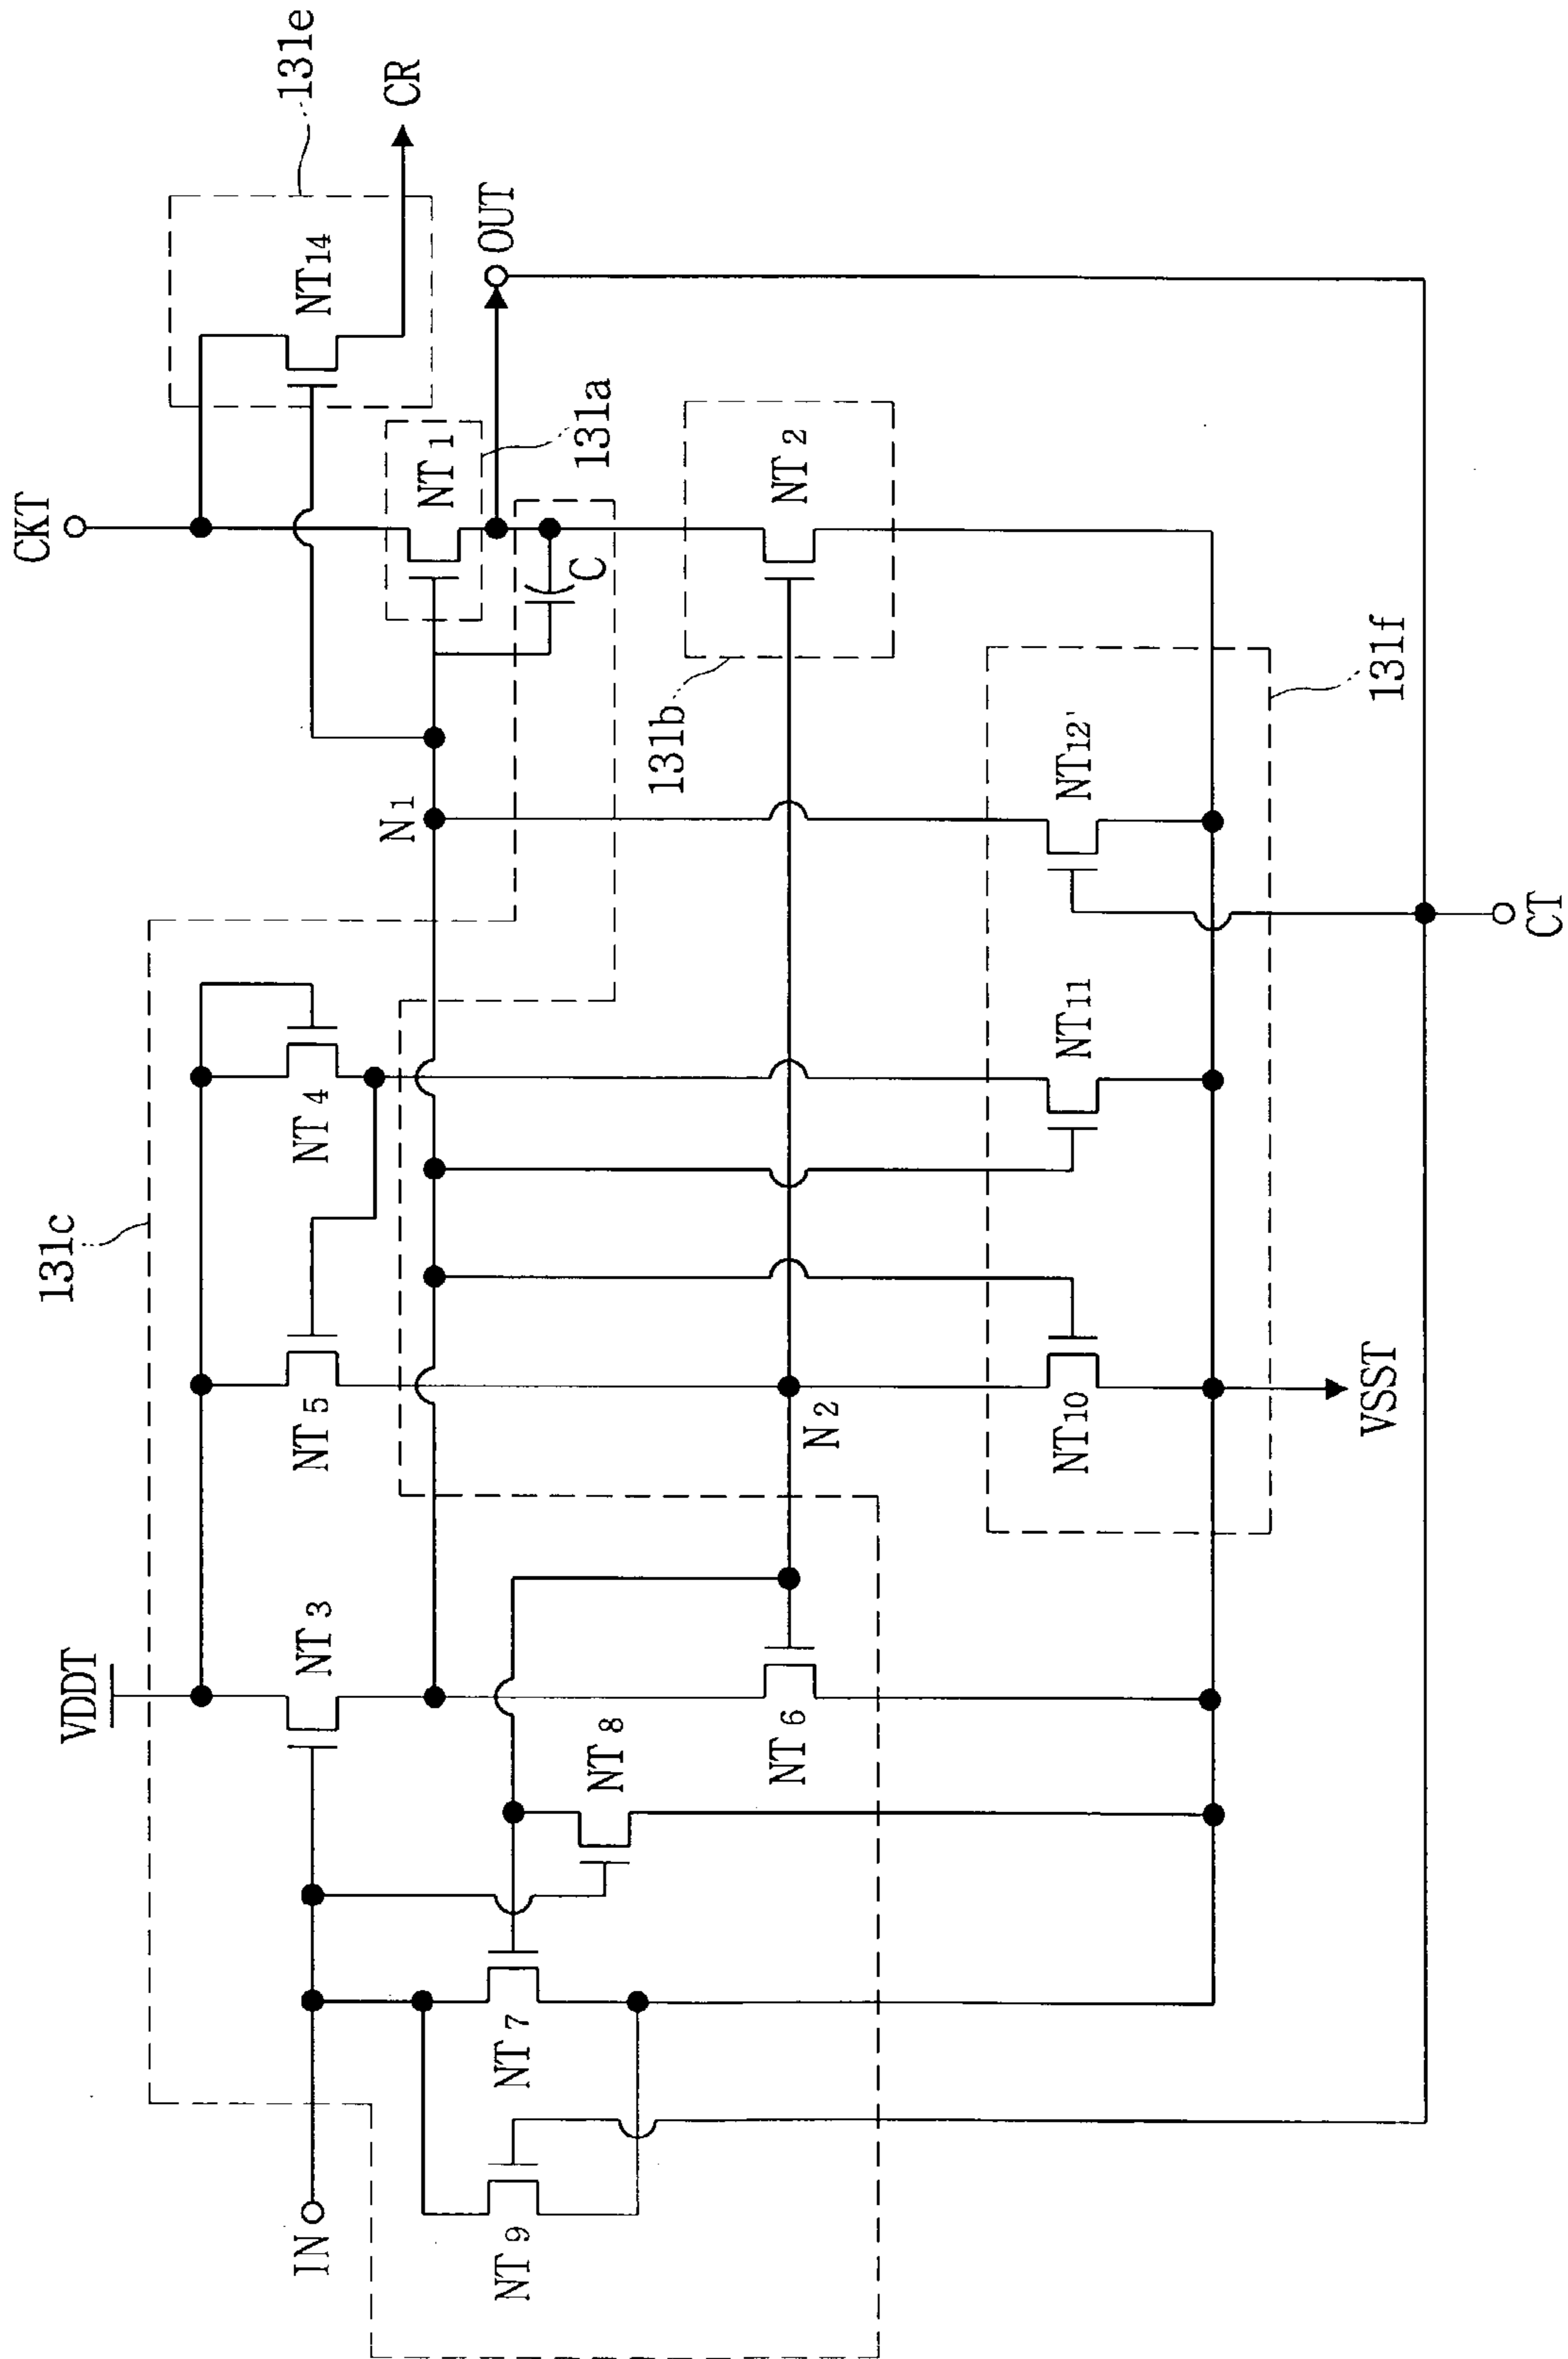 CKT
131e
CR
NT14
NT1
OUT
131a
C
NT2
131b
N1
131f
NT12'
CT
NT4
NT11
131c
NT5
N2
NT10
VSST
VDDT
NT3
NT8
NT6
NT7
IN
NT9